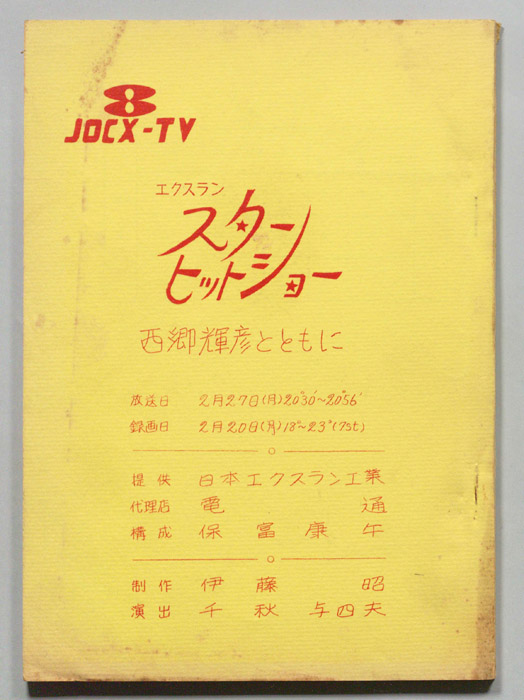 8
JOCX-TV
エクスラン
スター
ヒットショー
西郷輝彦とともに
放送日 2月27日(月)20°30'~20°56'
録画日 2月20日(月)18°~23°(7st)
提供 日本エクスラン工業
代理店 電通
構成 保富康午
制作 伊藤昭
演出 千秋与四夫